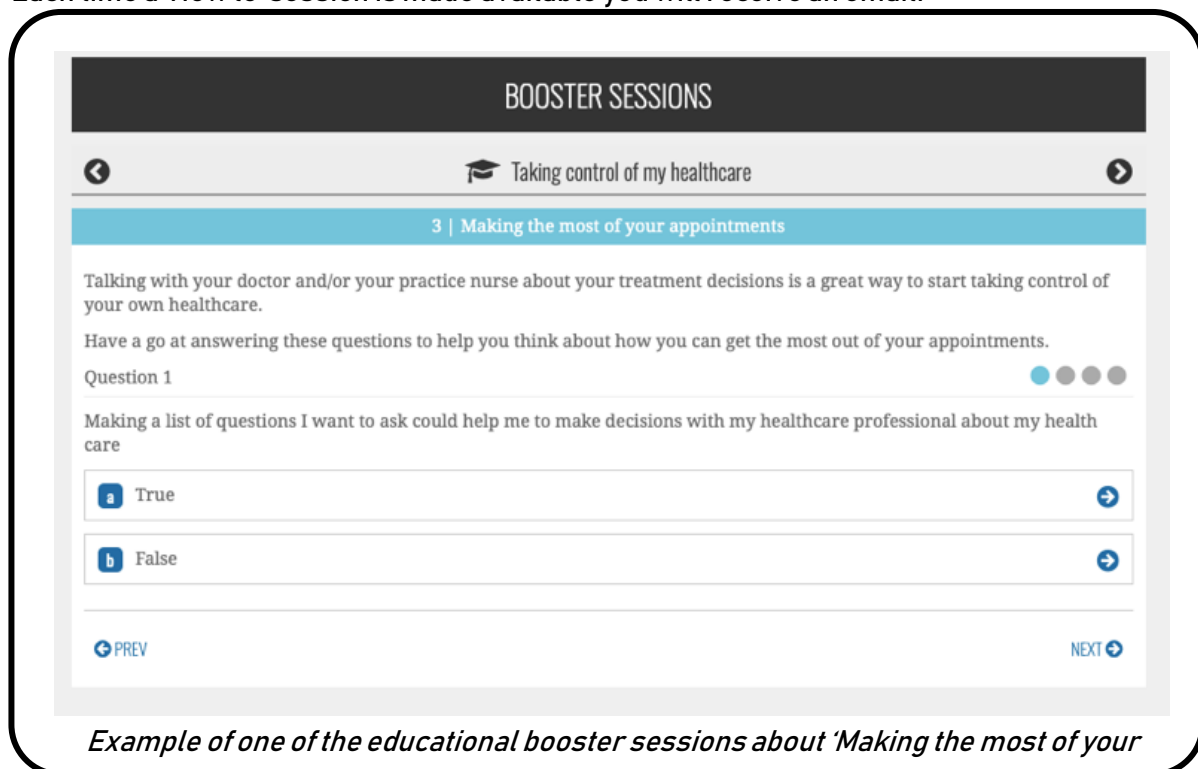 BOOSTER SESSIONS
Taking control of my healthcare
3 | Making the most of your appointments
Talking with your doctor and/or your practice nurse about your treatment decisions is a great way to start taking control of
your own healthcare.
Have a go at answering these questions to help you think about how you can get the most out of your appointments.
Question 1
Making a list of questions I want to ask could help me to make decisions with my healthcare professional about my health
care
a True
b False
PREV NEXT
Example of one of the educational booster sessions about ‘Making the most of your